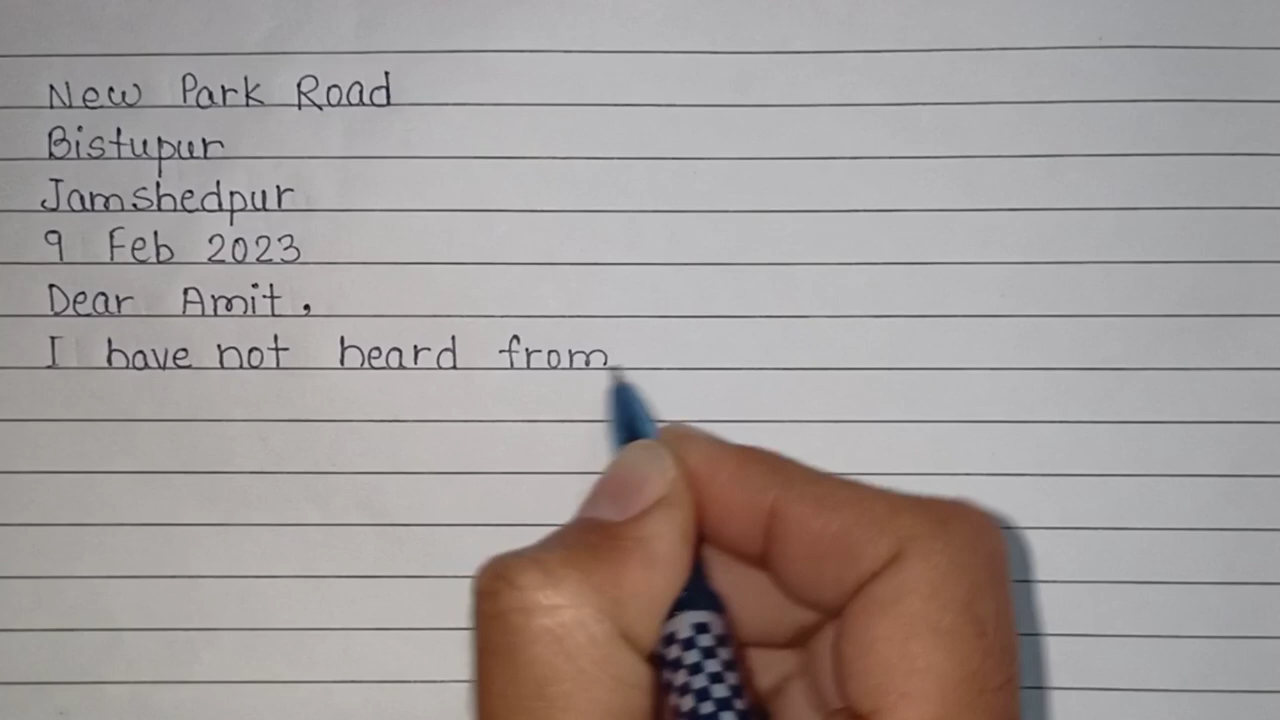 New Park Road
Bistupur
Jamshedpur
9 Feb 2023
Dear Amit,
I have not heard from